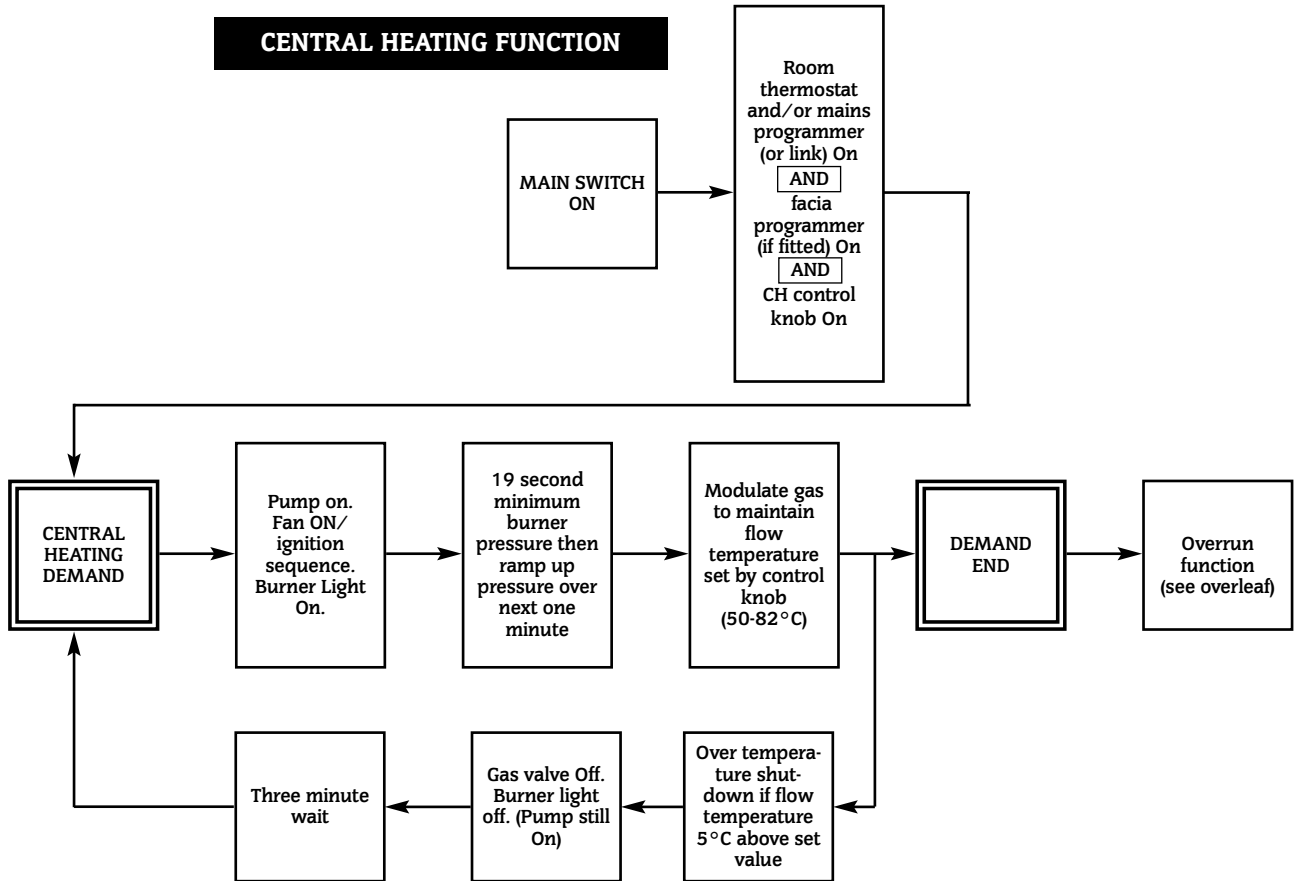 CENTRAL HEATING FUNCTION
MAIN SWITCH
ON
Room
thermostat
and/or mains
programmer
(or link) On
AND
facia
programmer
(if fitted) On
AND
CH control
knob On
CENTRAL
HEATING
DEMAND
Pump on.
Fan ON/
ignition
sequence.
Burner Light
On.
19 second
minimum
burner
pressure then
ramp up
pressure over
next one
minute
Modulate gas
to maintain
flow
temperature
set by control
knob
(50-82°C)
DEMAND
END
Overrun
function
(see overleaf)
Three minute
wait
Gas valve Off.
Burner light
off. (Pump still
On)
Over tempera-
ture shut-
down if flow
temperature
5°C above set
value